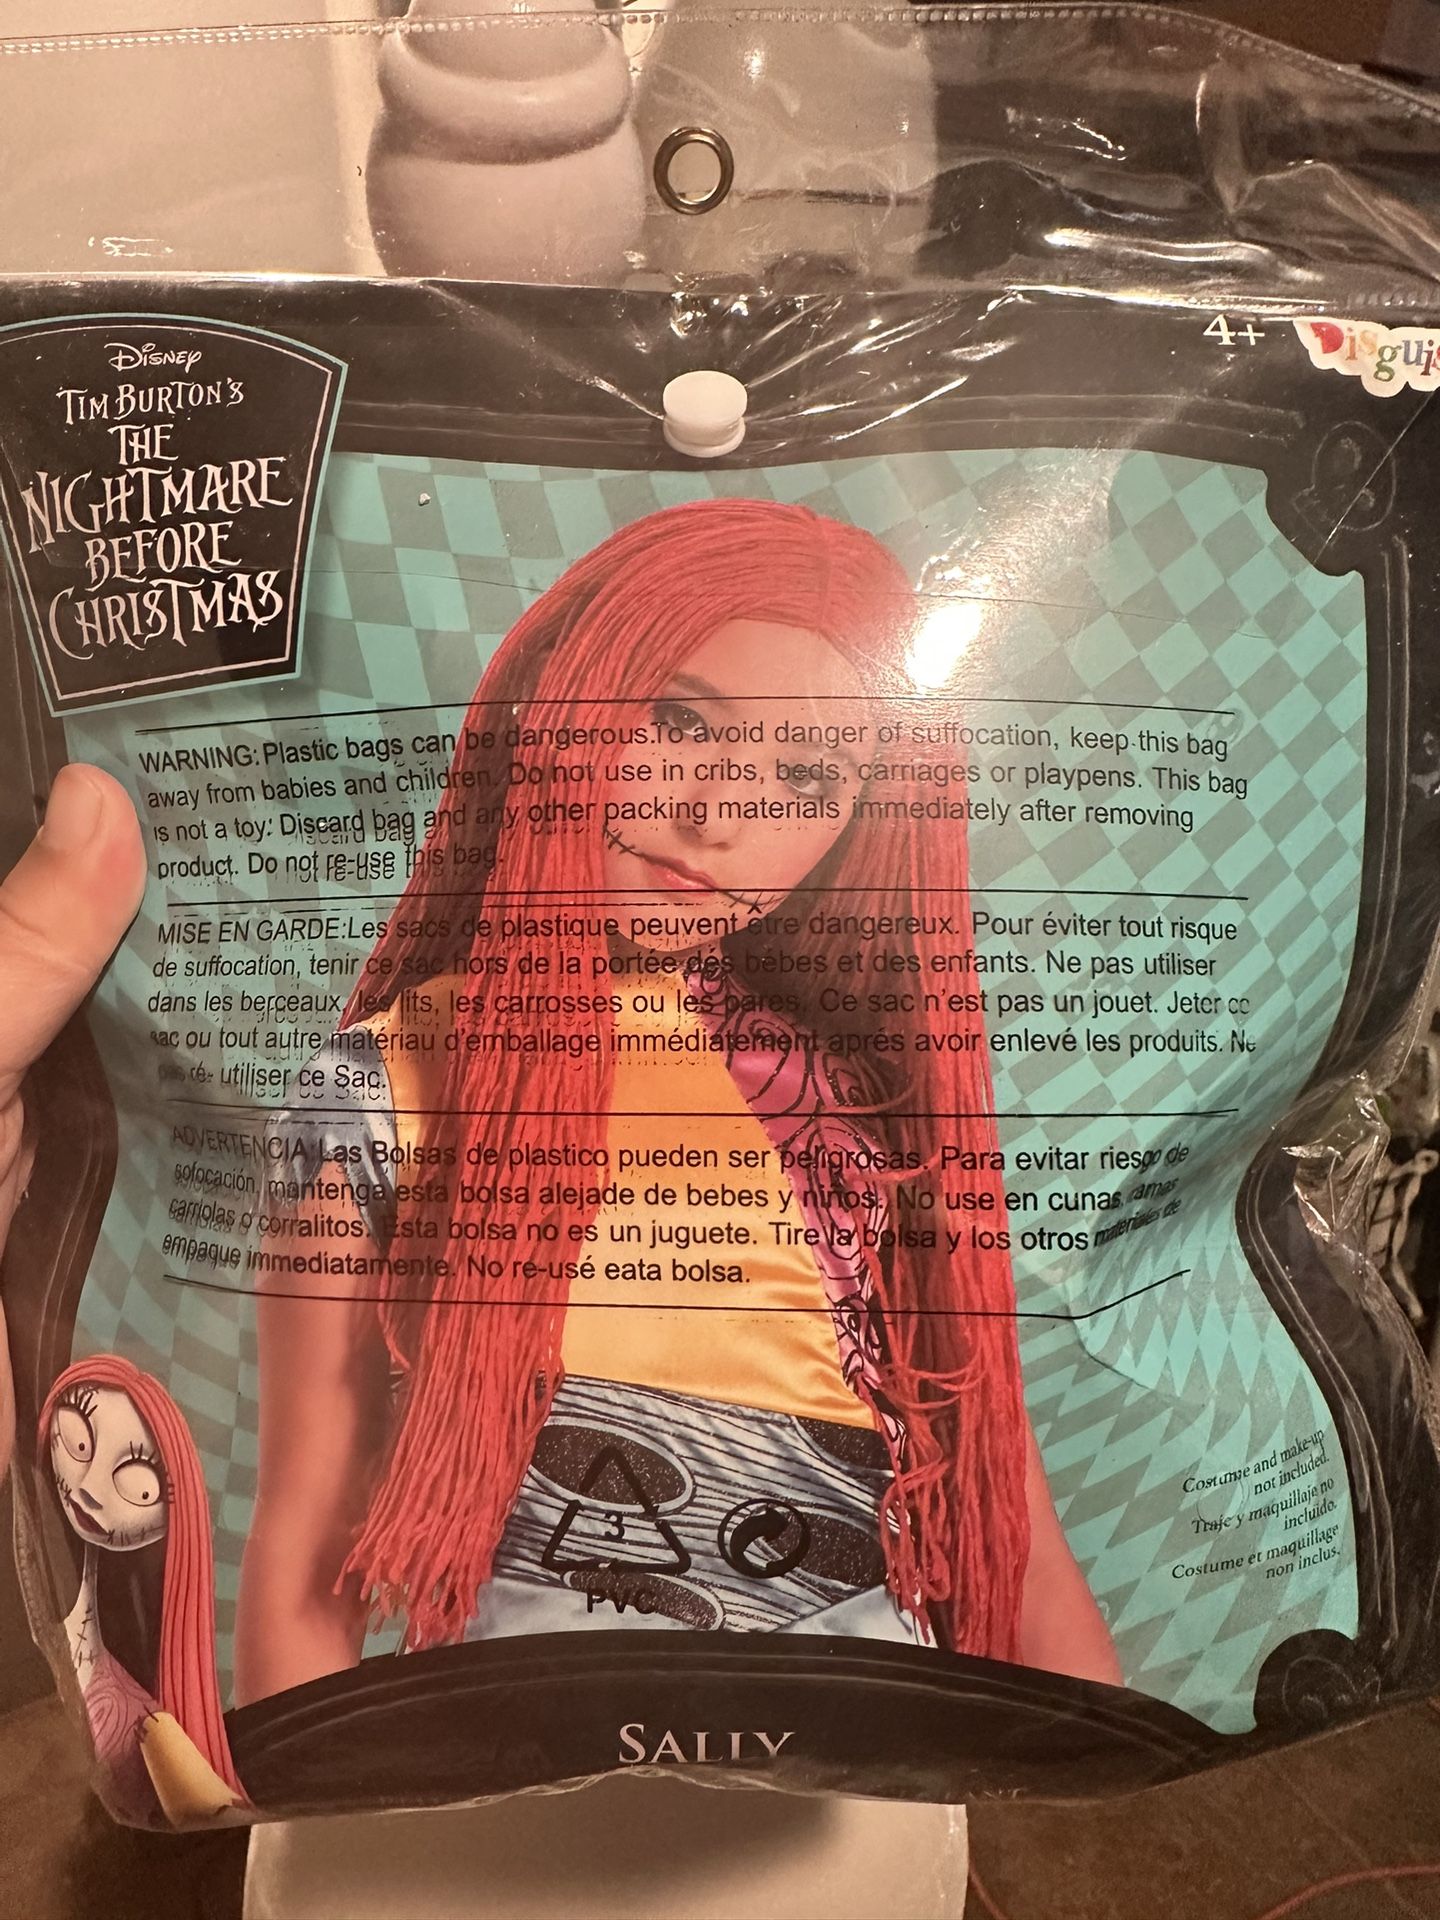 4+
Disney
TIM BURTON'S
THE
NIGHTMARE
BEFORE
CHRISTMAS
WARNING: Plastic bags can be dangerous.To avoid danger of suffocation, keep this bag
away from babies and children. Do not use in cribs, beds, carriages or playpens. This bag
is not a toy. Discard bag and any other packing materials immediately after removing
product. Do not re-use this bag.
MISE EN GARDE:Les sacs de plastique peuvent être dangereux. Pour éviter tout risque
de suffocation, tenir ce sac hors de la portée des bêbes et des enfants. Ne pas utiliser
dans les berceaux, les lits, les carrosses ou les pares. Ce sac n'est pas un jouet. Jeter ce
sac ou tout autre matériau d'emballage immédiatement aprés avoir enlevé les produits. Ne
pas ré- utiliser ce Sac.
ADVERTENCIA:Las Bolsas de plastico pueden ser peligrosas. Para evitar riesgo de
sofocación, mantenga esta bolsa alejade de bebes y niños. No use en cunas, camas
carriolas o corralitos. Esta bolsa no es un juguete. Tire la bolsa y los otros materiales de
empaque immediatamente. No re-usé eata bolsa.
Costume and make-up
not included.
Traje y maquillaje no
incluido.
Costume et maquillage
non inclus.
3
PVC
SALLY